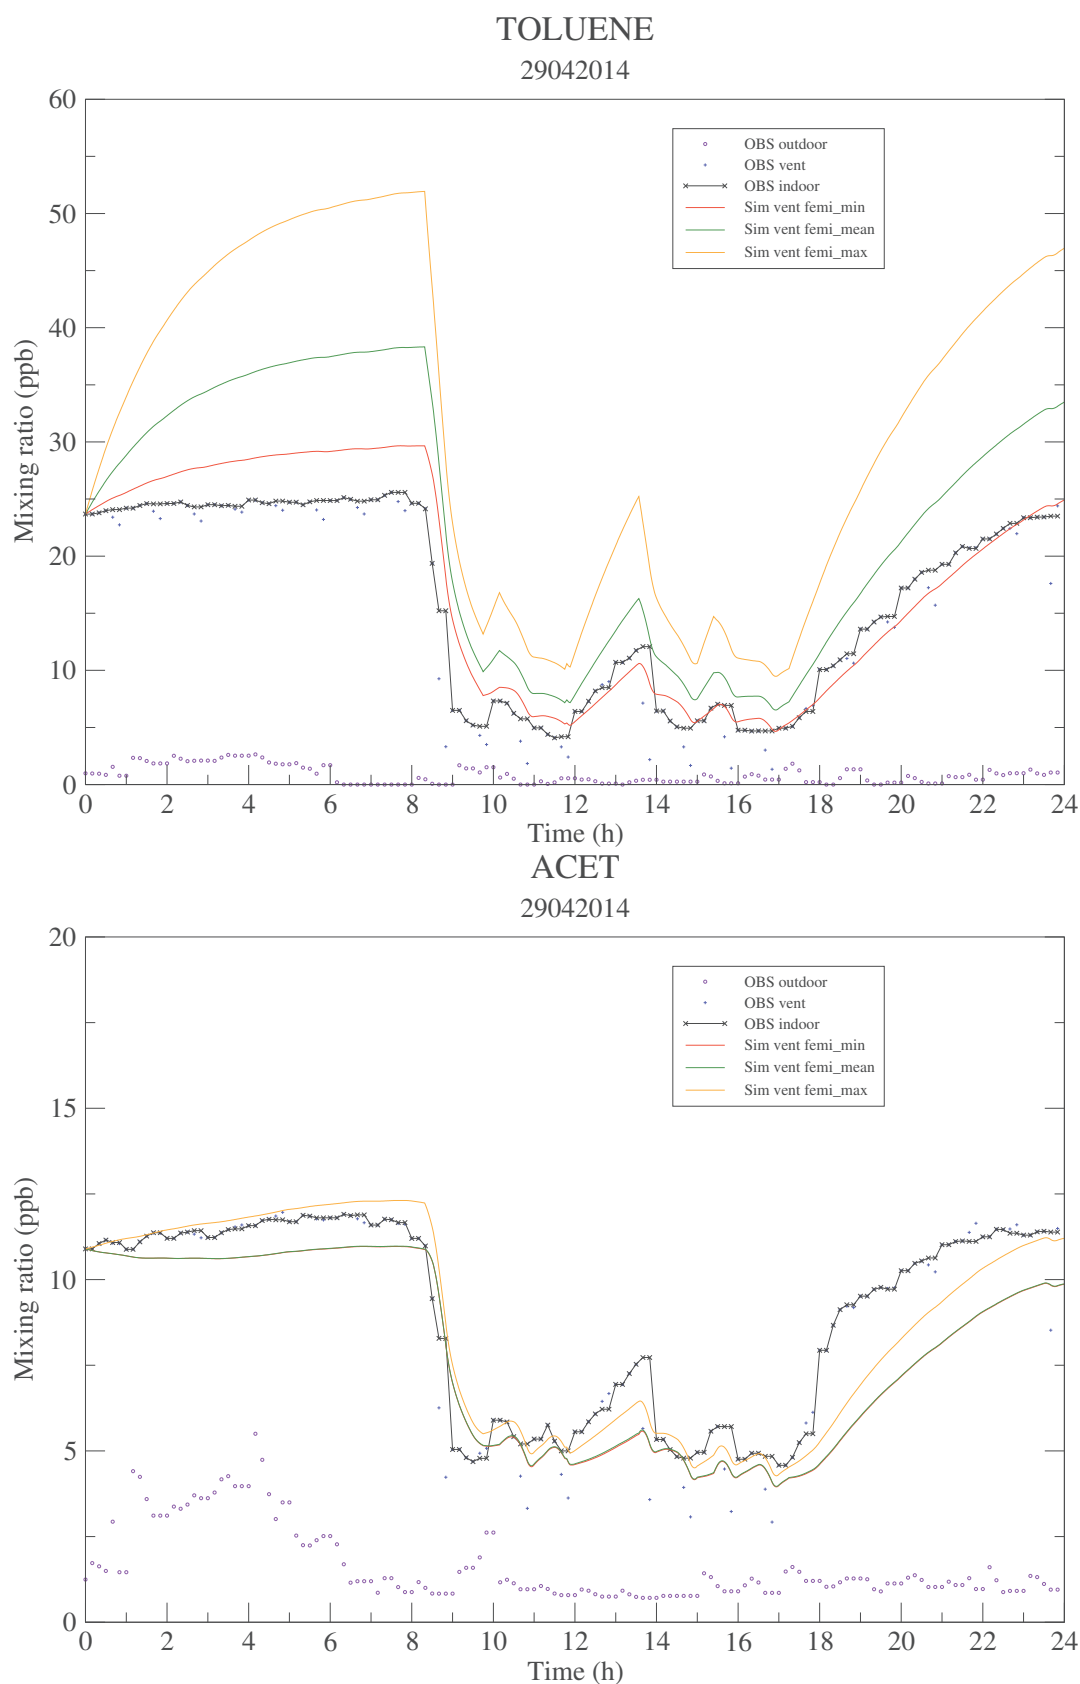 TOLUENE
29042014
60
50
40
30
20
10
0
Mixing ratio (ppb)
OBS outdoor
OBS vent
OBS indoor
Sim vent femi_min
Sim vent femi_mean
Sim vent femi_max
0 2 4 6 8 10 12 14 16 18 20 22 24
Time (h)
ACET
29042014
20
15
10
5
0
Mixing ratio (ppb)
OBS outdoor
OBS vent
OBS indoor
Sim vent femi_min
Sim vent femi_mean
Sim vent femi_max
0 2 4 6 8 10 12 14 16 18 20 22 24
Time (h)